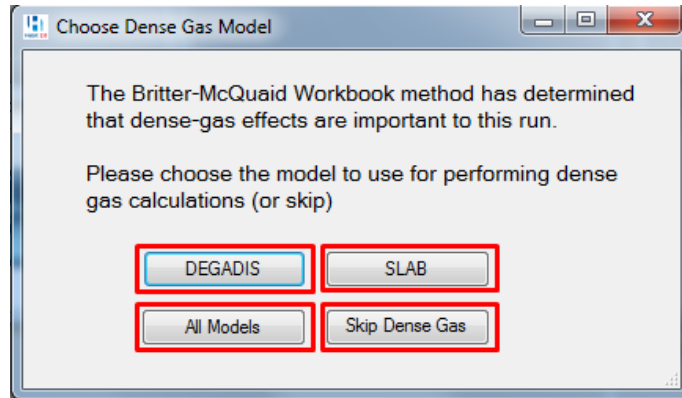 Choose Dense Gas Model
The Britter-McQuaid Workbook method has determined
that dense-gas effects are important to this run.
Please choose the model to use for performing dense
gas calculations (or skip)
DEGADIS SLAB
All Models Skip Dense Gas